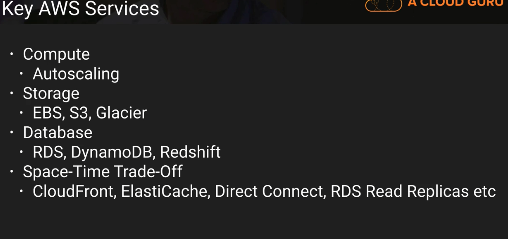 Key AWS Services
A CLOUD GURU
· Compute
· Autoscaling
· Storage
· EBS, S3, Glacier
· Database
· RDS, DynamoDB, Redshift
· Space-Time Trade-Off
· CloudFront, ElastiCache, Direct Connect, RDS Read Replicas etc